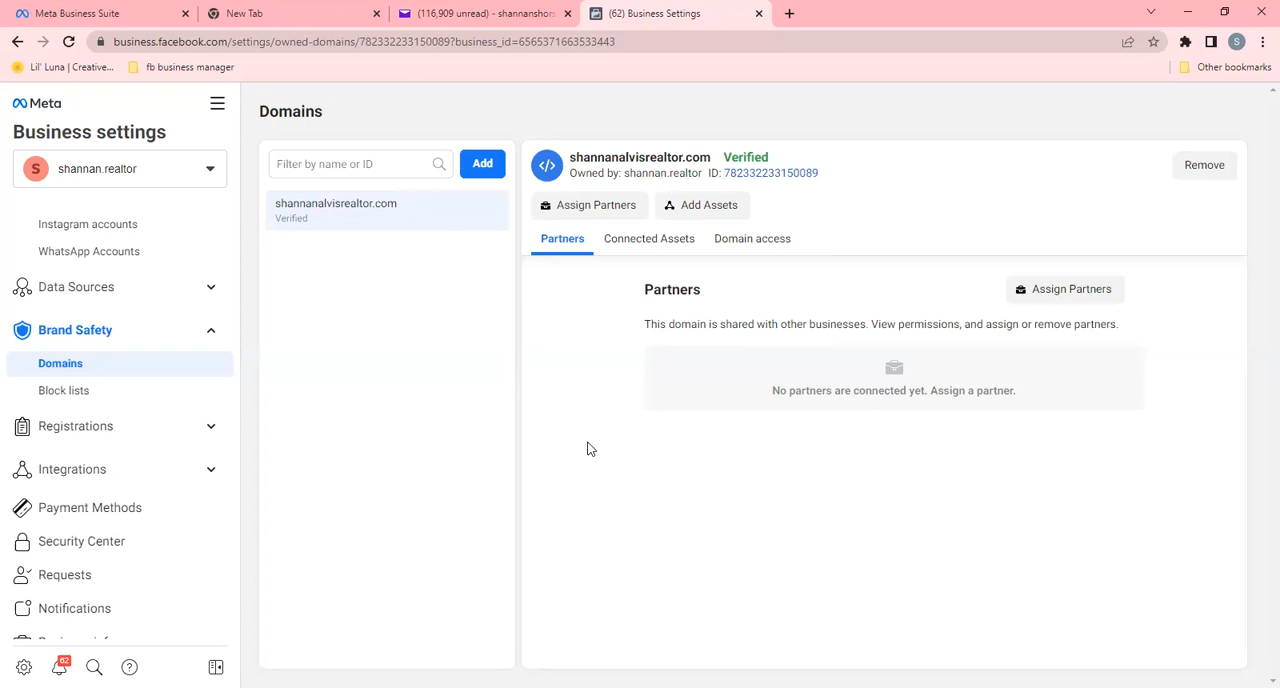 Meta Business Suite
New Tab
(116,909 unread) - shannanshors
(62) Business Settings
business.facebook.com/settings/owned-domains/782332233150089?business_id=6565371663533443
S
Lil' Luna | Creative...
fb business manager
Other bookmarks
Meta
Business settings
S
shannan.realtor
Instagram accounts
WhatsApp Accounts
Data Sources
Brand Safety
Domains
Block lists
Registrations
Integrations
Payment Methods
Security Center
Requests
Notifications
62
Domains
Filter by name or ID
Add
shannanalvisrealtor.com
Verified
shannanalvisrealtor.com Verified
Owned by: shannan.realtor ID: 782332233150089
Remove
Assign Partners
Add Assets
Partners
Connected Assets
Domain access
Partners
Assign Partners
This domain is shared with other businesses. View permissions, and assign or remove partners.
No partners are connected yet. Assign a partner.